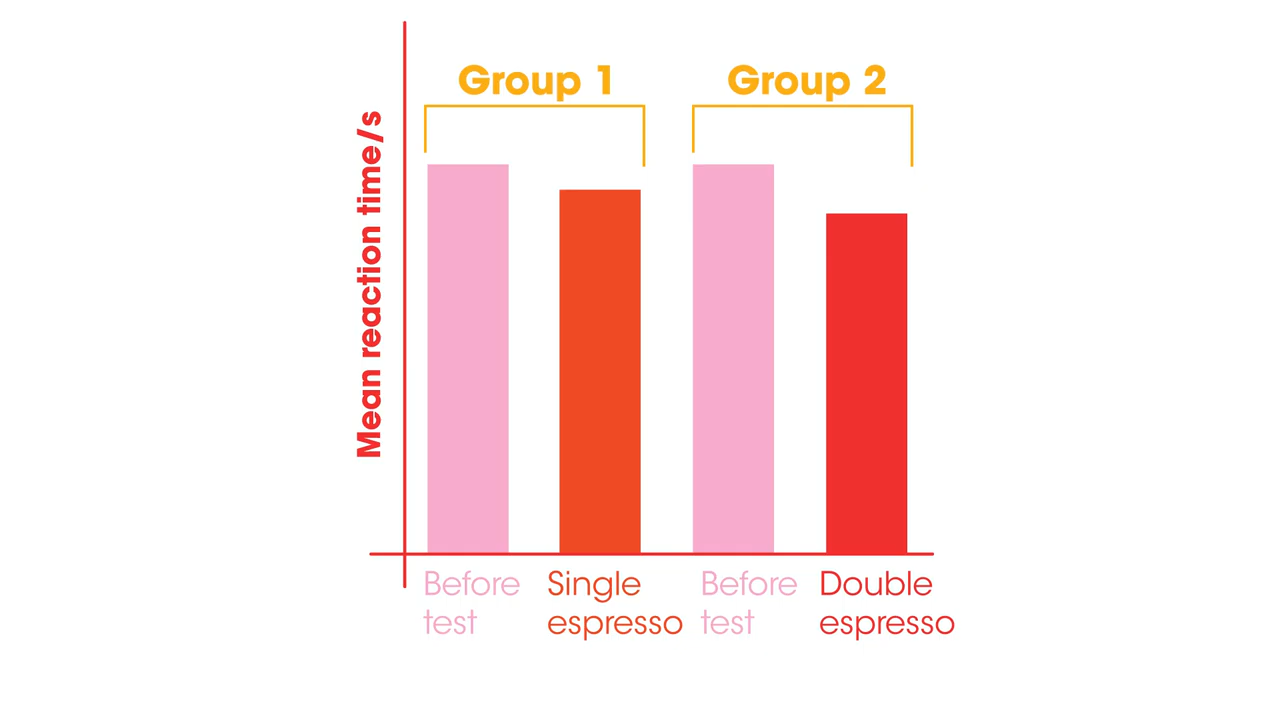 Group 1
Group 2
Mean reaction time/s
Before
test
Single
espresso
Before
test
Double
espresso